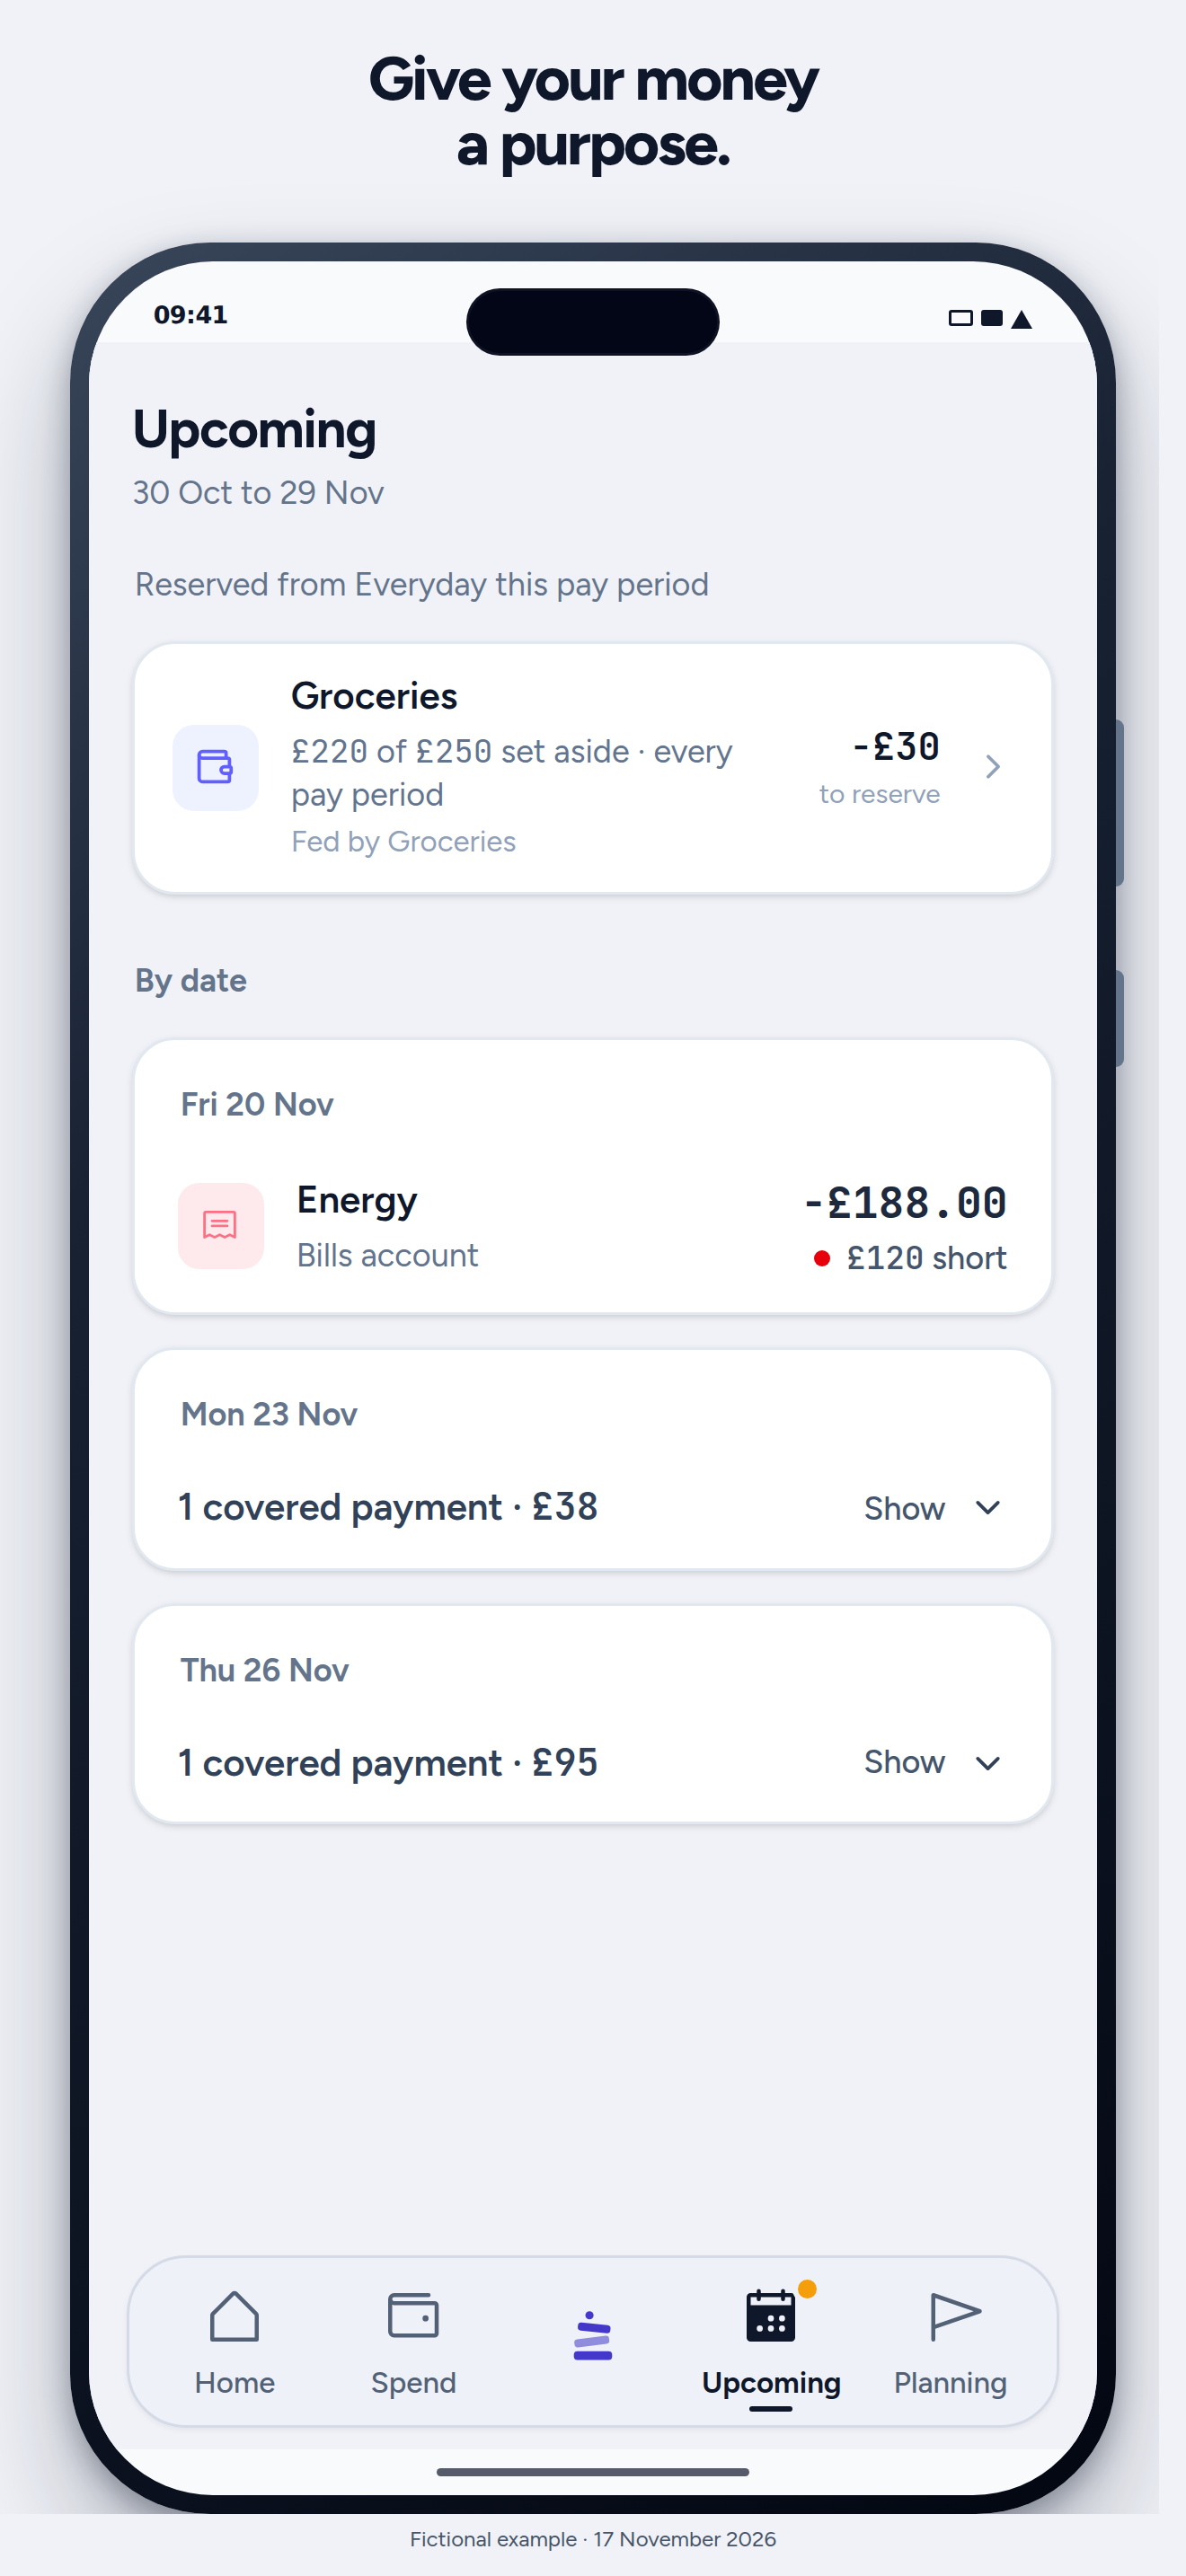 Give your money
a purpose.
09:41
Upcoming
30 Oct to 29 Nov
Reserved from Everyday this pay period
Groceries
£220 of £250 set aside · every
pay period
Fed by Groceries
-£30
to reserve
By date
Fri 20 Nov
Energy
Bills account
-£188.00
£120 short
Mon 23 Nov
1 covered payment · £38
Show
Thu 26 Nov
1 covered payment · £95
Show
Home
Spend
Upcoming
Planning
Fictional example · 17 November 2026